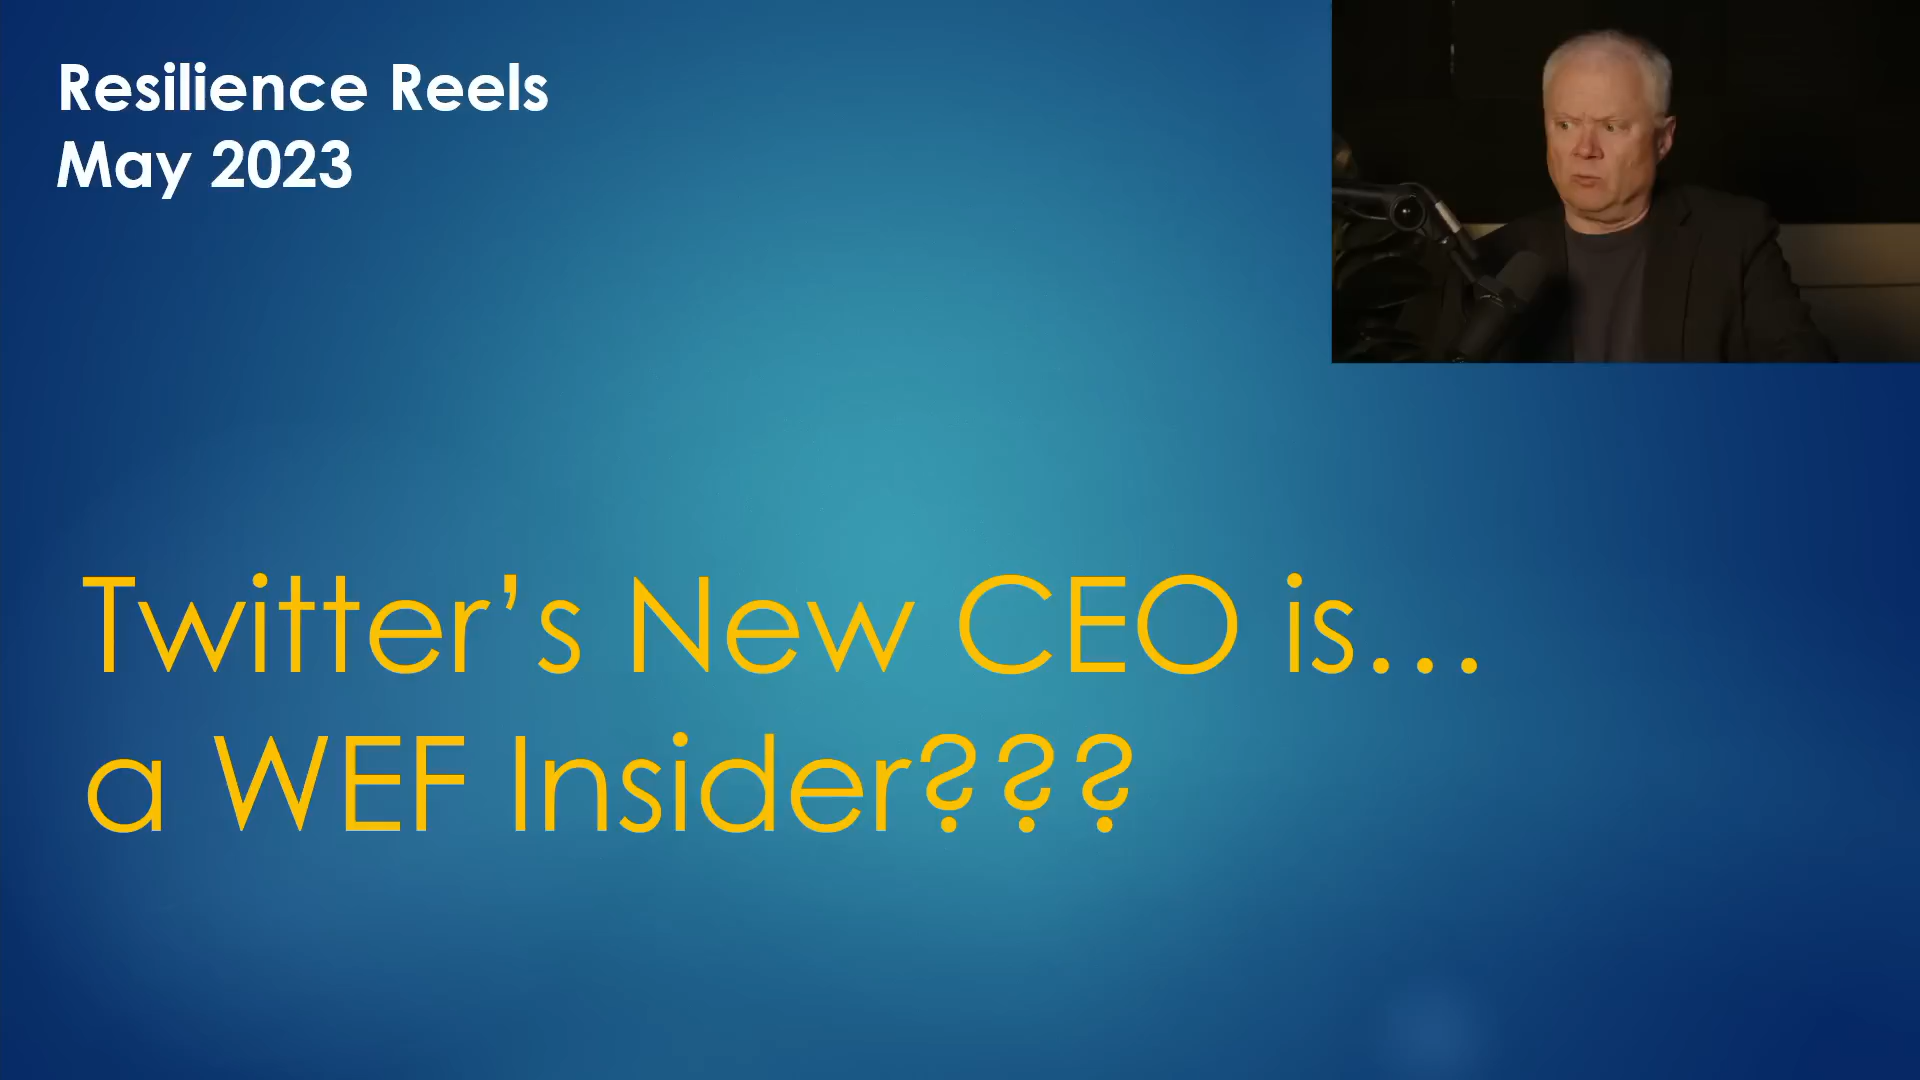 Resilience Reels
May 2023
Twitter’s New CEO is…
a WEF Insider???